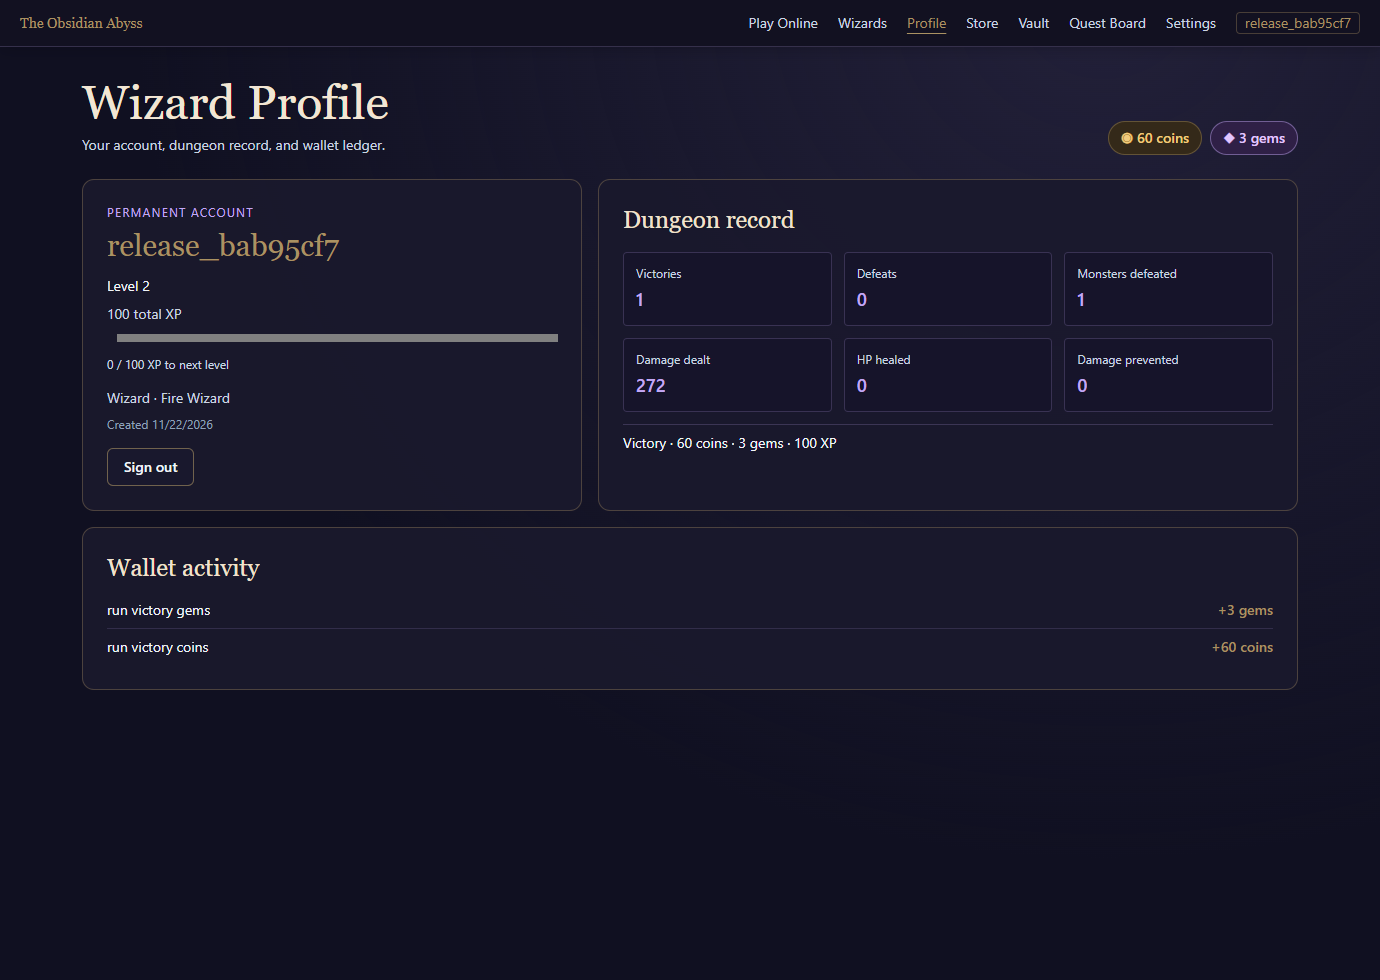 The Obsidian Abyss
Play Online
Wizards
Profile
Store
Vault
Quest Board
Settings
release_bab95cf7
Wizard Profile
Your account, dungeon record, and wallet ledger.
60 coins
3 gems
PERMANENT ACCOUNT
release_bab95cf7
Level 2
100 total XP
0 / 100 XP to next level
Wizard · Fire Wizard
Created 11/22/2026
Sign out
Dungeon record
Victories
1
Defeats
0
Monsters defeated
1
Damage dealt
272
HP healed
0
Damage prevented
0
Victory · 60 coins · 3 gems · 100 XP
Wallet activity
run victory gems
+3 gems
run victory coins
+60 coins